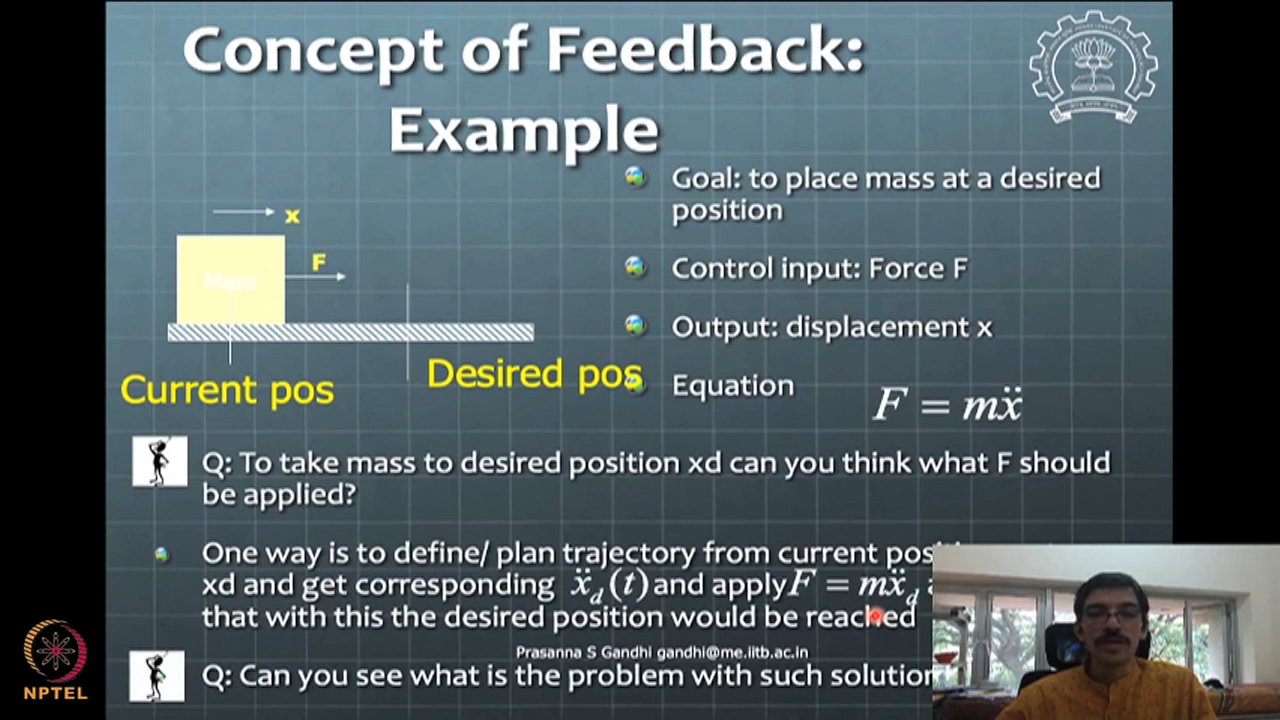 Concept of Feedback:
Example
x
F
Mass
Current pos
Desired pos
Goal: to place mass at a desired
position
Control input: Force F
Output: displacement x
Equation
F = mẍ
Q: To take mass to desired position xd can you think what F should
be applied?
One way is to define/ plan trajectory from current
xd and get corresponding ẍ_d(t) and apply F = mẍ_d
that with this the desired position would be reached
Prasanna S Gandhi gandhi@me.iitb.ac.in
Q: Can you see what is the problem with such solution
NPTEL